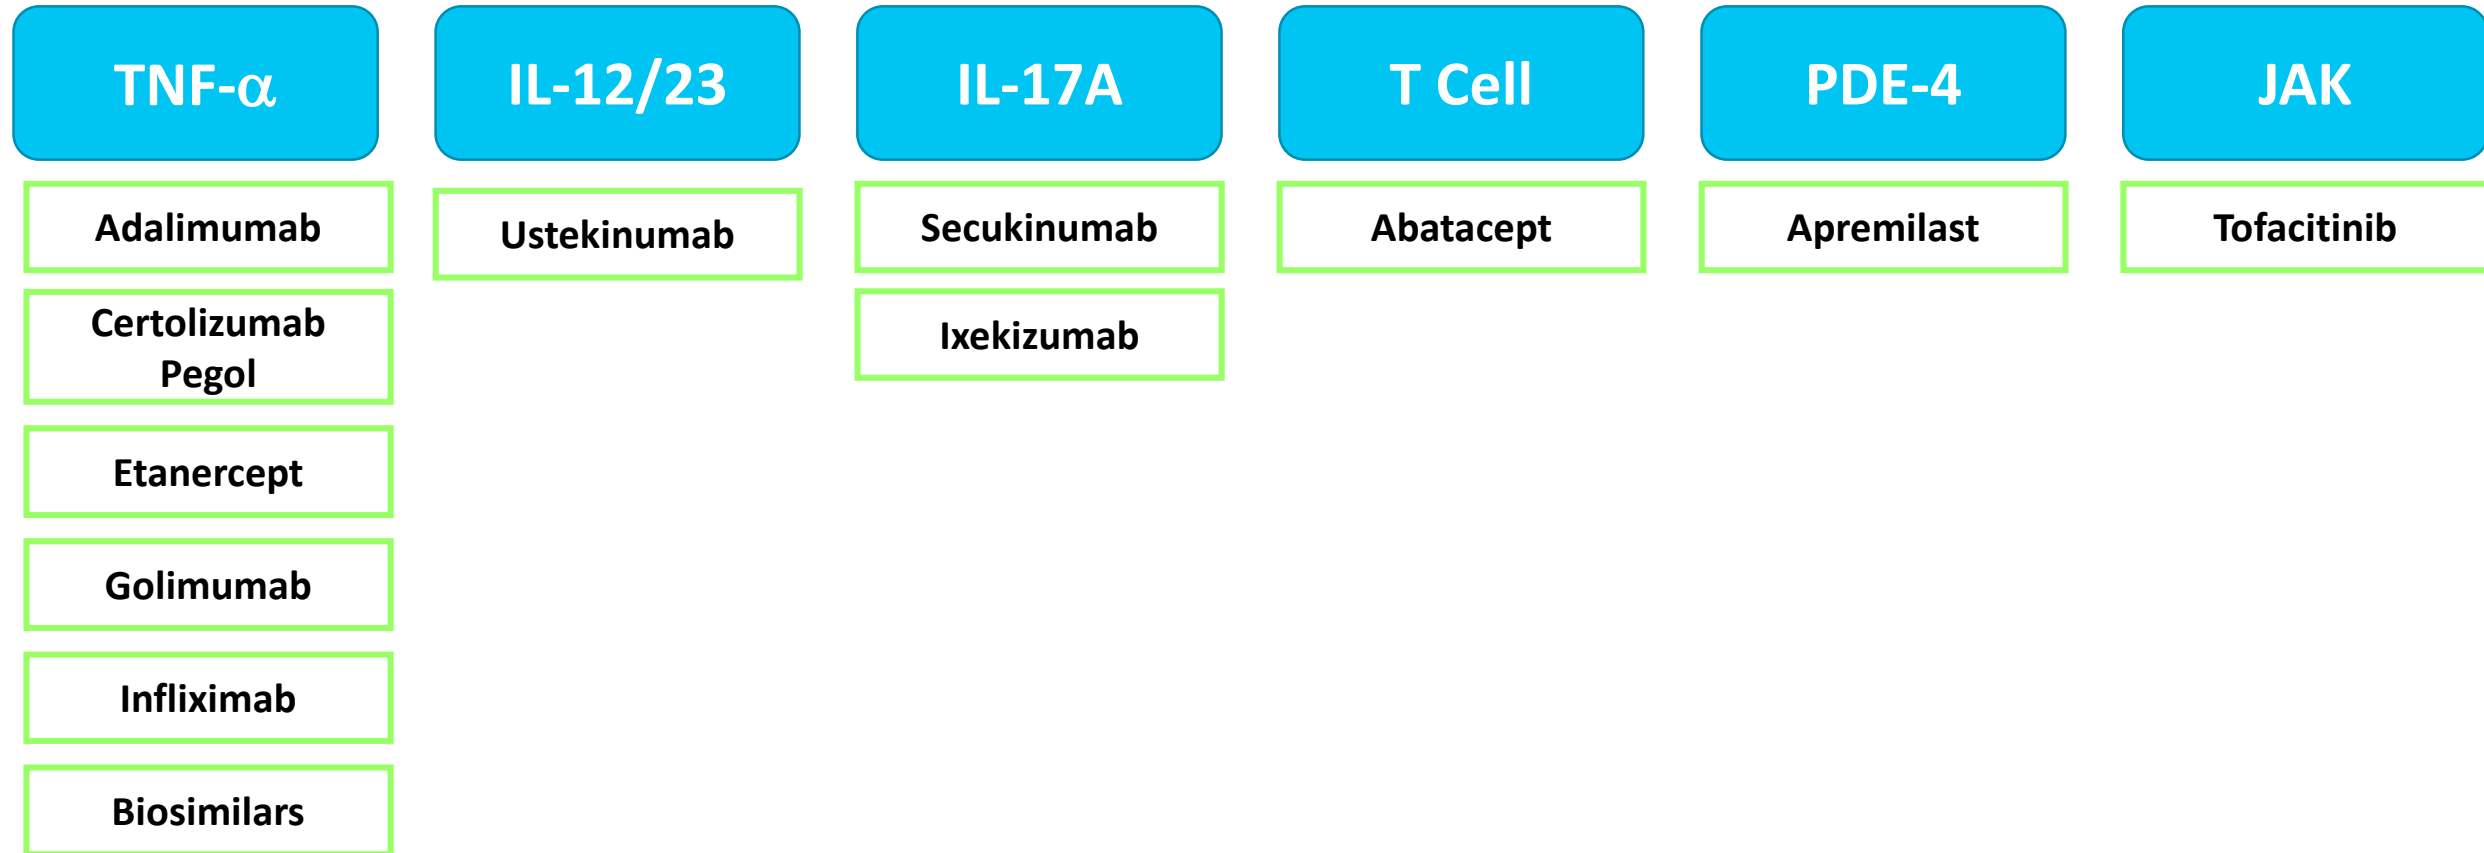 TNF-α
IL-12/23
IL-17A
T Cell
PDE-4
JAK
Adalimumab
Ustekinumab
Secukinumab
Abatacept
Apremilast
Tofacitinib
Certolizumab
Pegol
Ixekizumab
Etanercept
Golimumab
Infliximab
Biosimilars